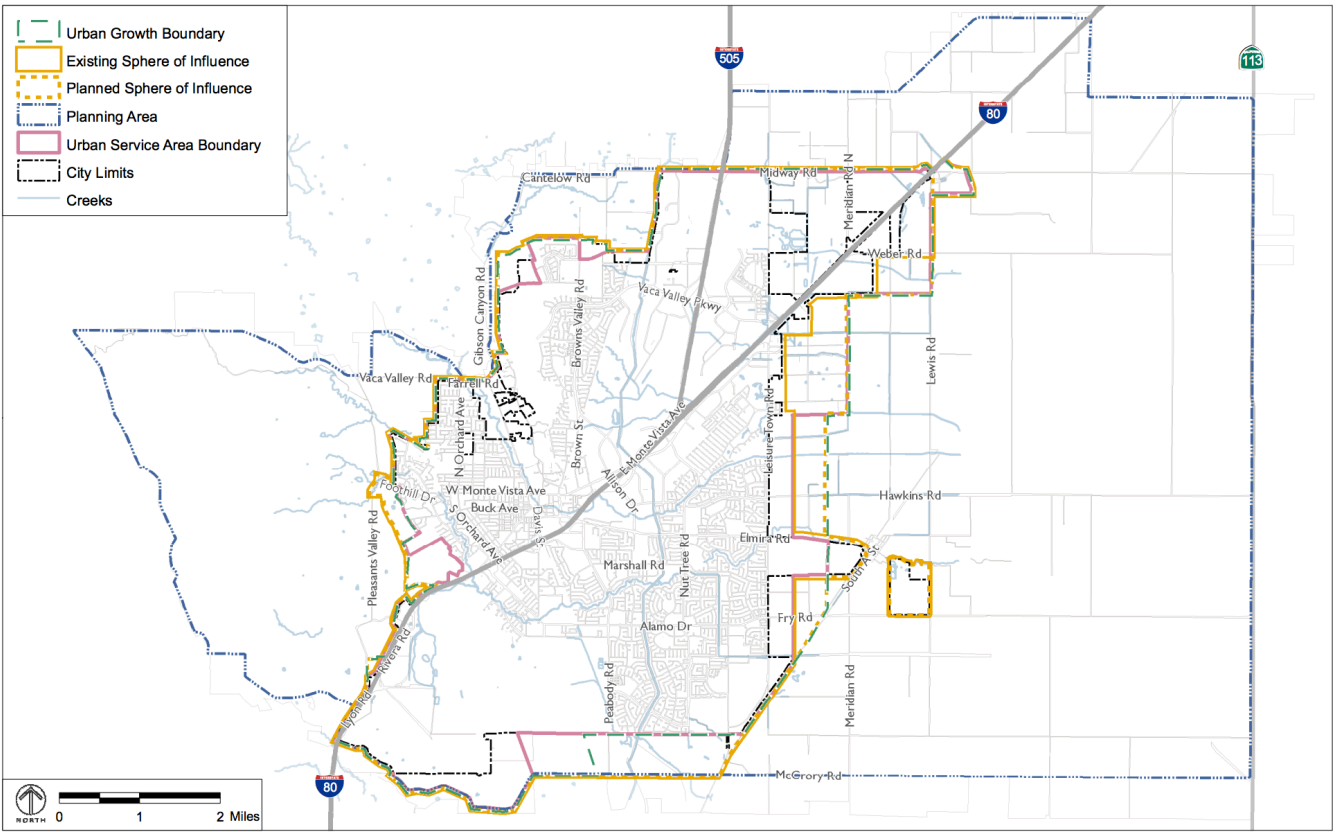 Urban Growth Boundary
Existing Sphere of Influence
Planned Sphere of Influence
Planning Area
Urban Service Area Boundary
City Limits
Creeks
INTERSTATE
505
113
INTERSTATE
80
Cantelow Rd
Midway Rd
Meridian Rd N
Weber Rd
Gibson Canyon Rd
Browns Valley Rd
Vaca Valley Pkwy
Lewis Rd
Vaca Valley Rd
Farrell Rd
N Orchard Ave
Brown St
E Monte Vista Ave
Leisure Town Rd
Allison Dr
Foothill Dr
W Monte Vista Ave
Buck Ave
Hawkins Rd
S Orchard Ave
Davis St
Pleasants Valley Rd
Elmira Rd
Nut Tree Rd
Marshall Rd
South A St
Fry Rd
Alamo Dr
Rivera Rd
Lyon Rd
Peabody Rd
Meridian Rd
McCrory Rd
INTERSTATE
80
NORTH
0 1 2 Miles